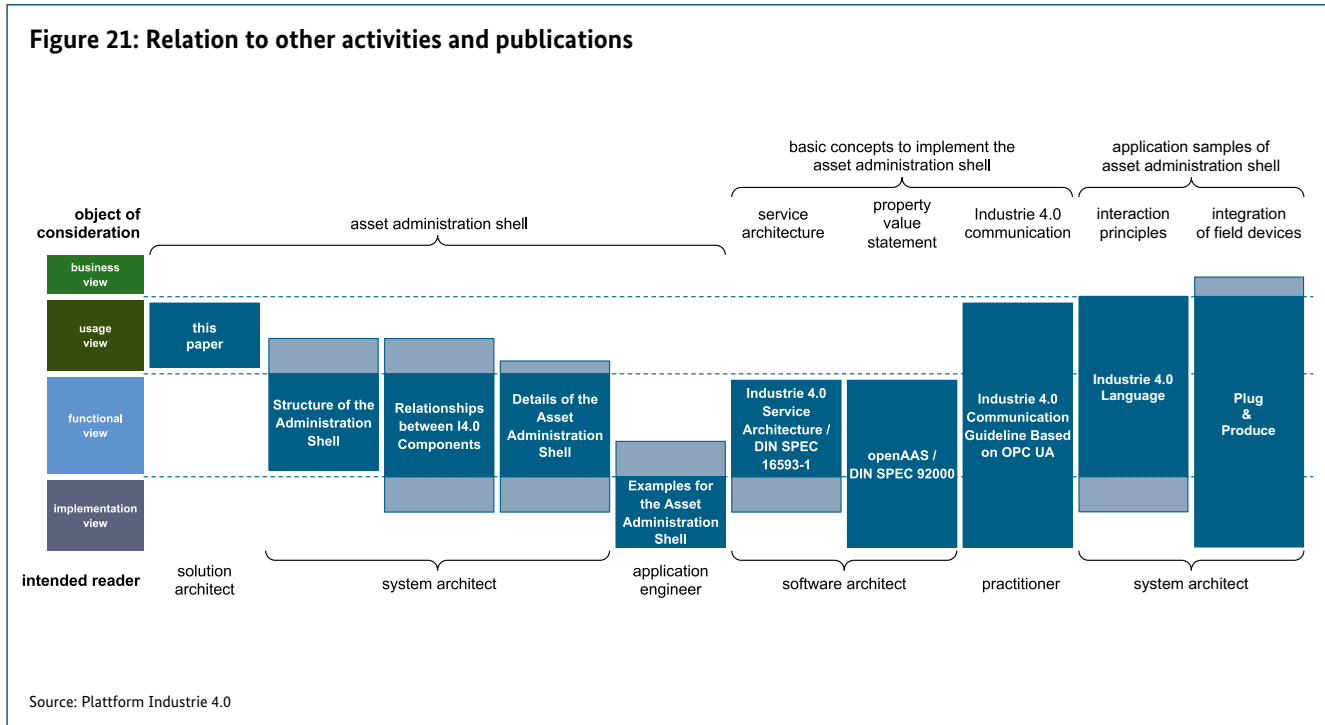 Figure 21: Relation to other activities and publications
basic concepts to implement the
asset administration shell
application samples of
asset administration shell
object of
consideration
asset administration shell
service
architecture
property
value
statement
Industrie 4.0
communication
interaction
principles
integration
of field devices
business
view
usage
view
functional
view
implementation
view
this
paper
Structure of the
Administration
Shell
Relationships
between I4.0
Components
Details of the
Asset
Administration
Shell
Examples for
the Asset
Administration
Shell
Industrie 4.0
Service
Architecture /
DIN SPEC
16593-1
openAAS /
DIN SPEC 92000
Industrie 4.0
Communication
Guideline Based
on OPC UA
Industrie 4.0
Language
Plug
&
Produce
intended reader
solution
architect
system architect
application
engineer
software architect
practitioner
system architect
Source: Plattform Industrie 4.0